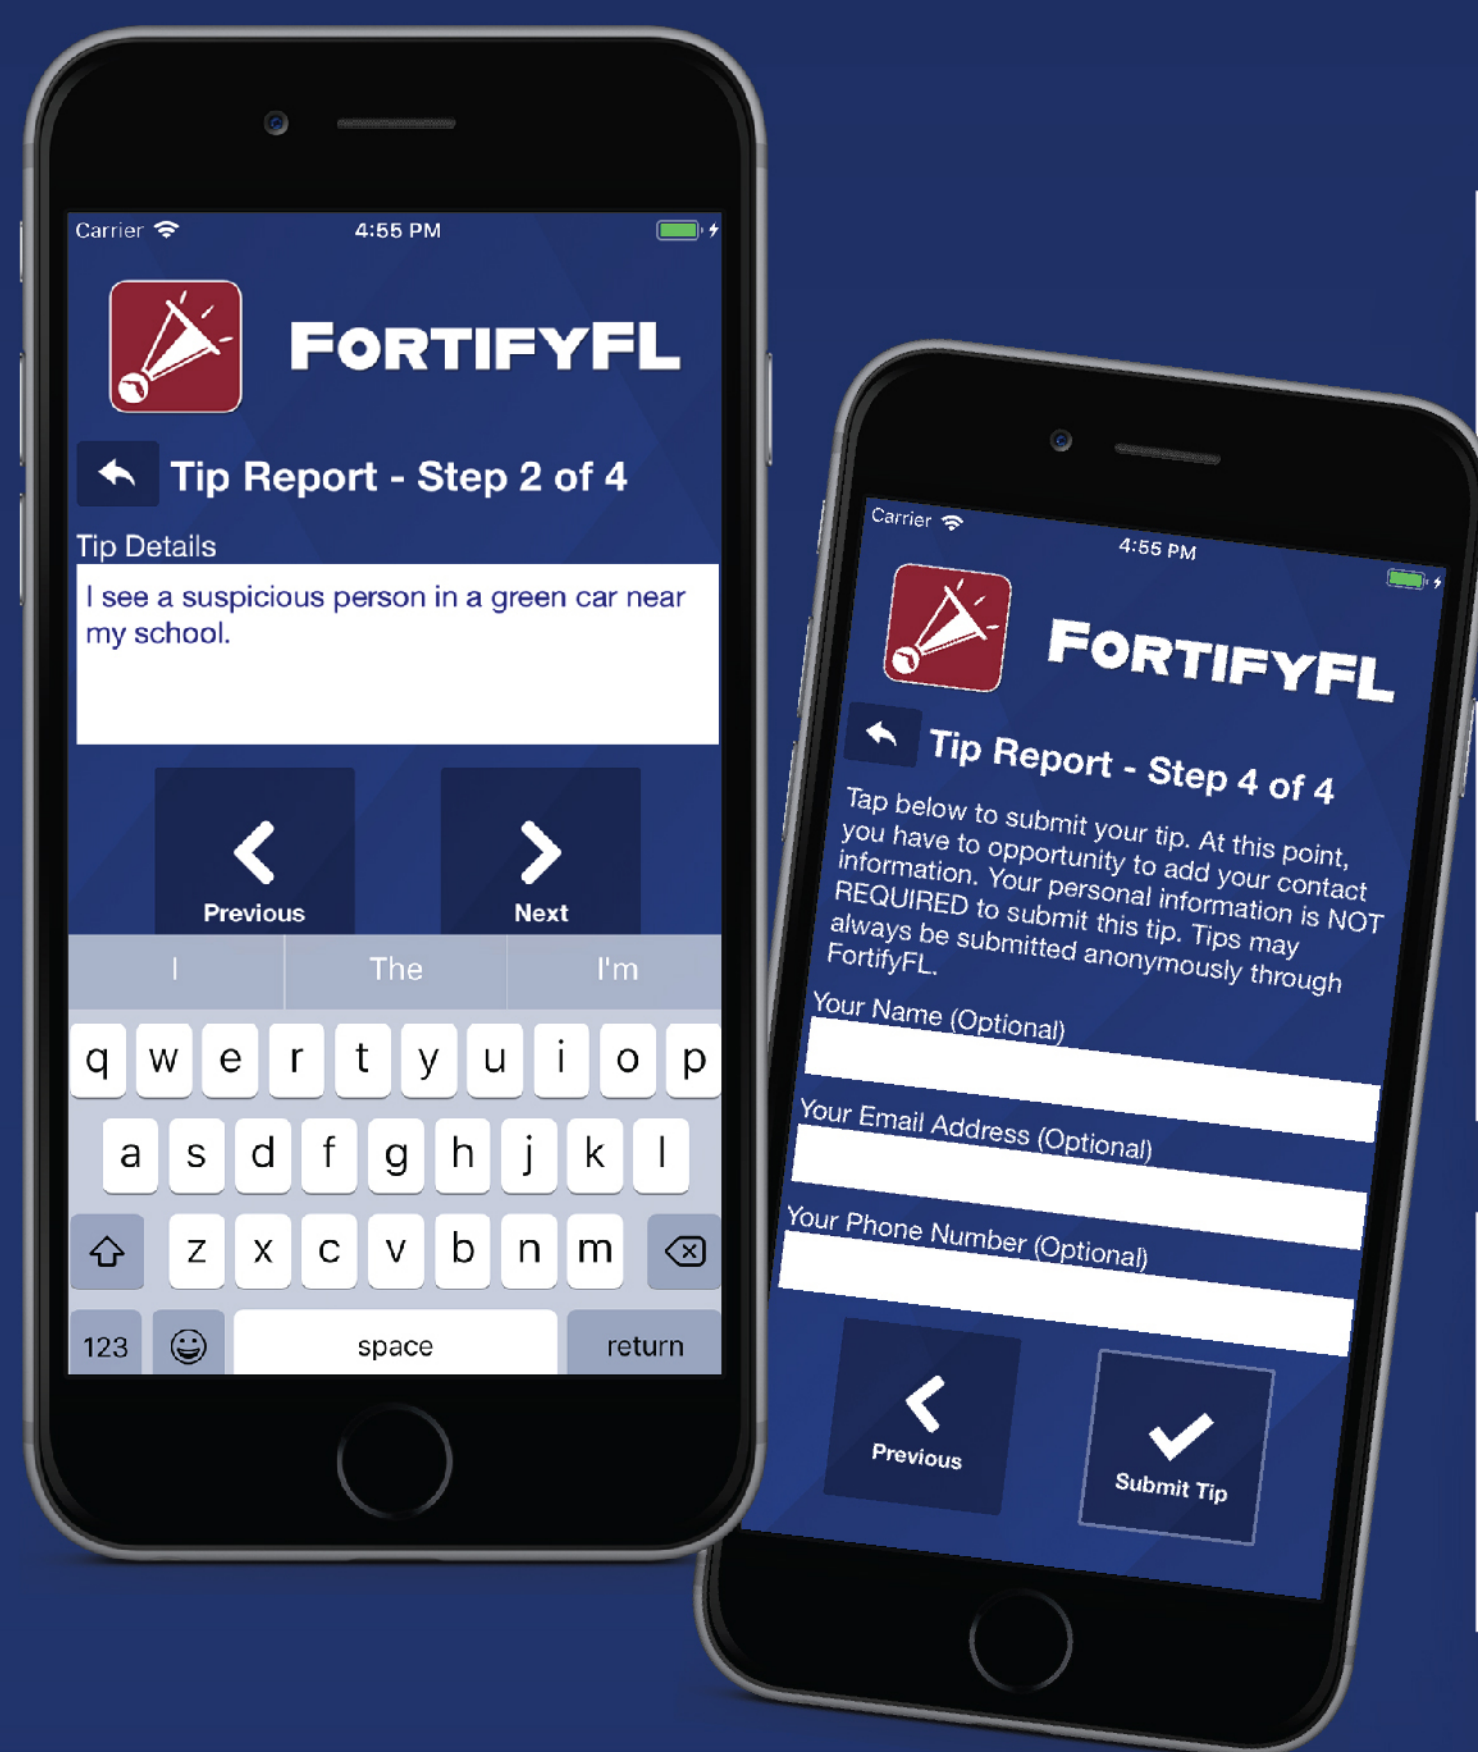 Carrier
4:55 PM
FORTIFYFL
Tip Report - Step 2 of 4
Tip Details
I see a suspicious person in a green car near
my school.
Previous
Next
I The I'm
q w e r t y u i o p
a s d f g h j k l
z x c v b n m
123 space return
Carrier
4:55 PM
FORTIFYFL
Tip Report - Step 4 of 4
Tap below to submit your tip. At this point,
you have to opportunity to add your contact
information. Your personal information is NOT
REQUIRED to submit this tip. Tips may
always be submitted anonymously through
FortifyFL.
Your Name (Optional)
Your Email Address (Optional)
Your Phone Number (Optional)
Previous
Submit Tip